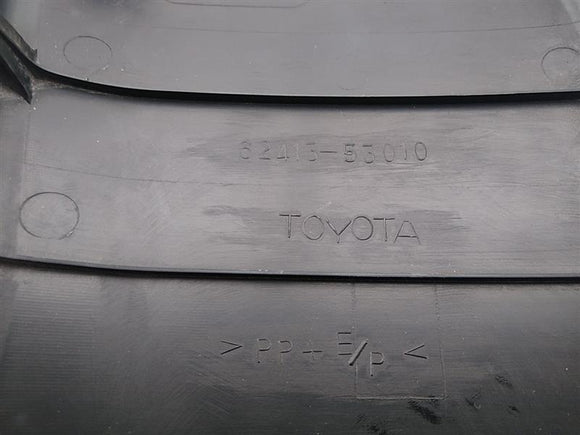 62413-53010
TOYOTA
> PP+E/P <